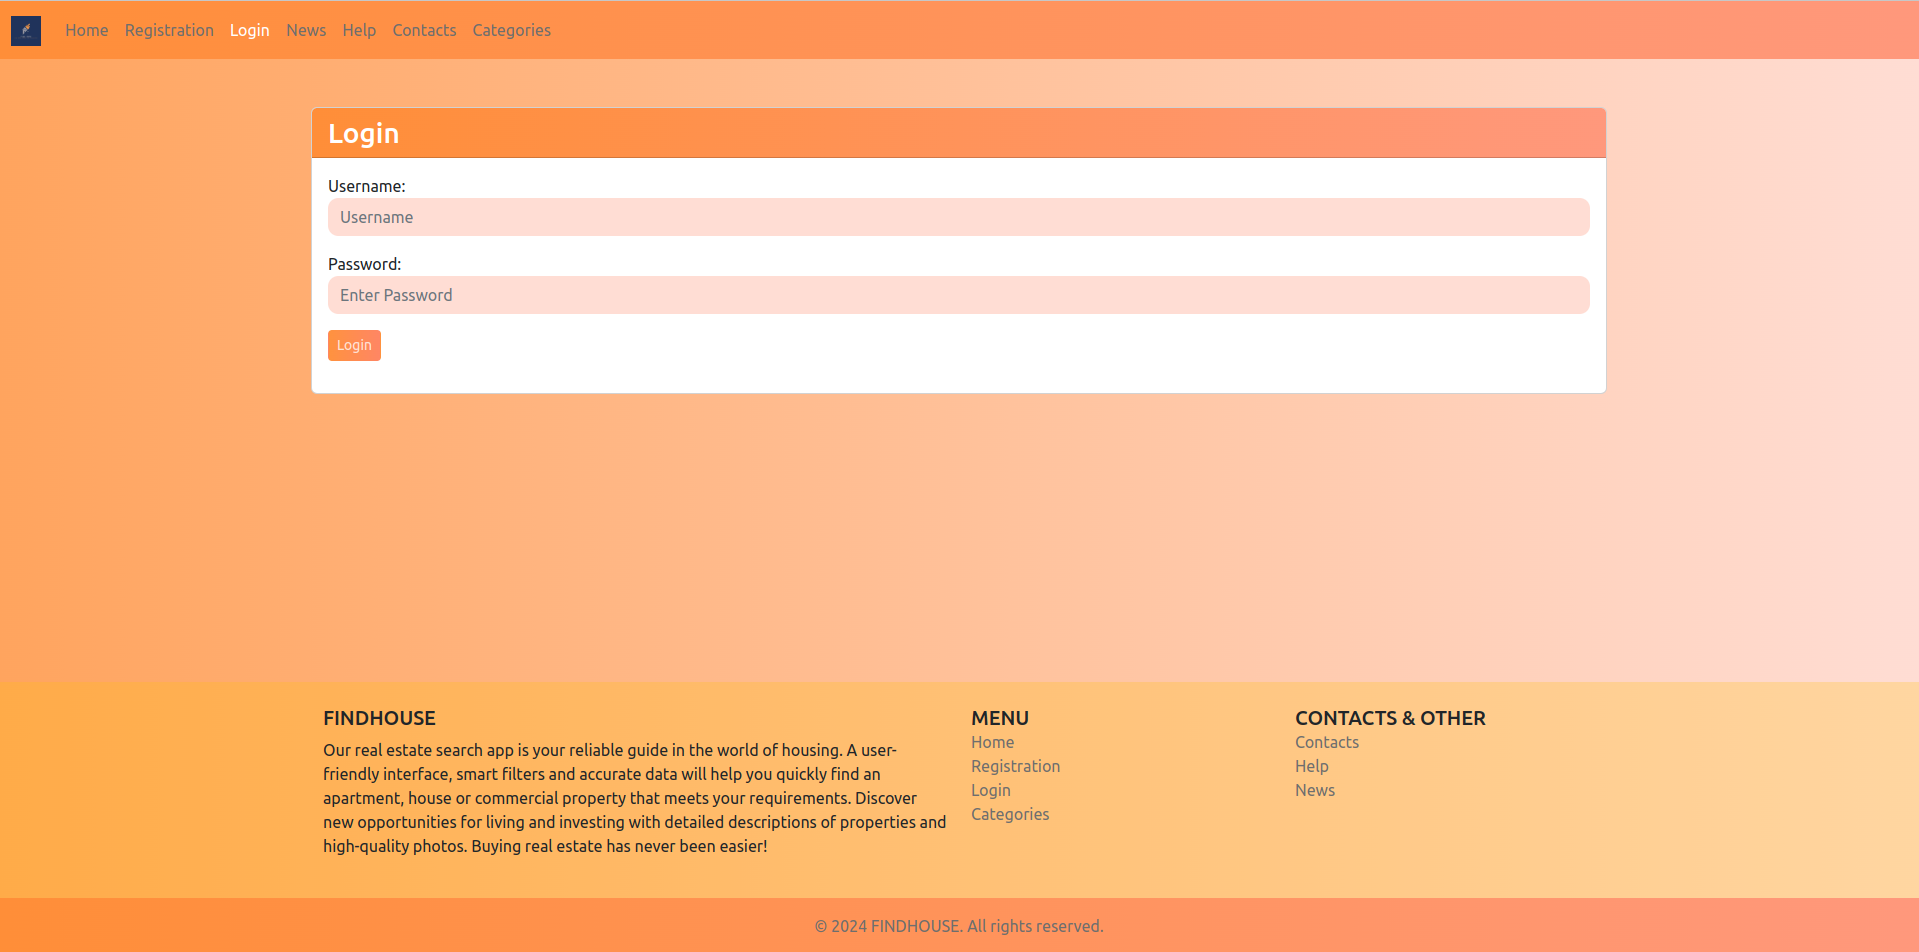 Home Registration Login News Help Contacts Categories
Login
Username:
Username
Password:
Enter Password
Login
FINDHOUSE
Our real estate search app is your reliable guide in the world of housing. A user-
friendly interface, smart filters and accurate data will help you quickly find an
apartment, house or commercial property that meets your requirements. Discover
new opportunities for living and investing with detailed descriptions of properties and
high-quality photos. Buying real estate has never been easier!
MENU
Home
Registration
Login
Categories
CONTACTS & OTHER
Contacts
Help
News
© 2024 FINDHOUSE. All rights reserved.